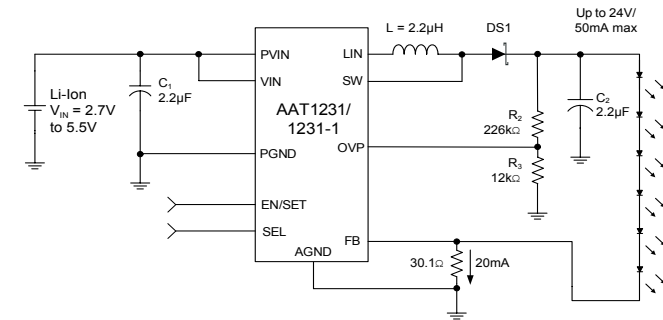 Up to 24V/
50mA max
L = 2.2µH
DS1
PVIN
LIN
VIN
SW
C1
2.2µF
Li-Ion
VIN = 2.7V
to 5.5V
AAT1231/
1231-1
R2
226kΩ
C2
2.2µF
PGND
OVP
R3
12kΩ
EN/SET
SEL
FB
AGND
30.1Ω
20mA